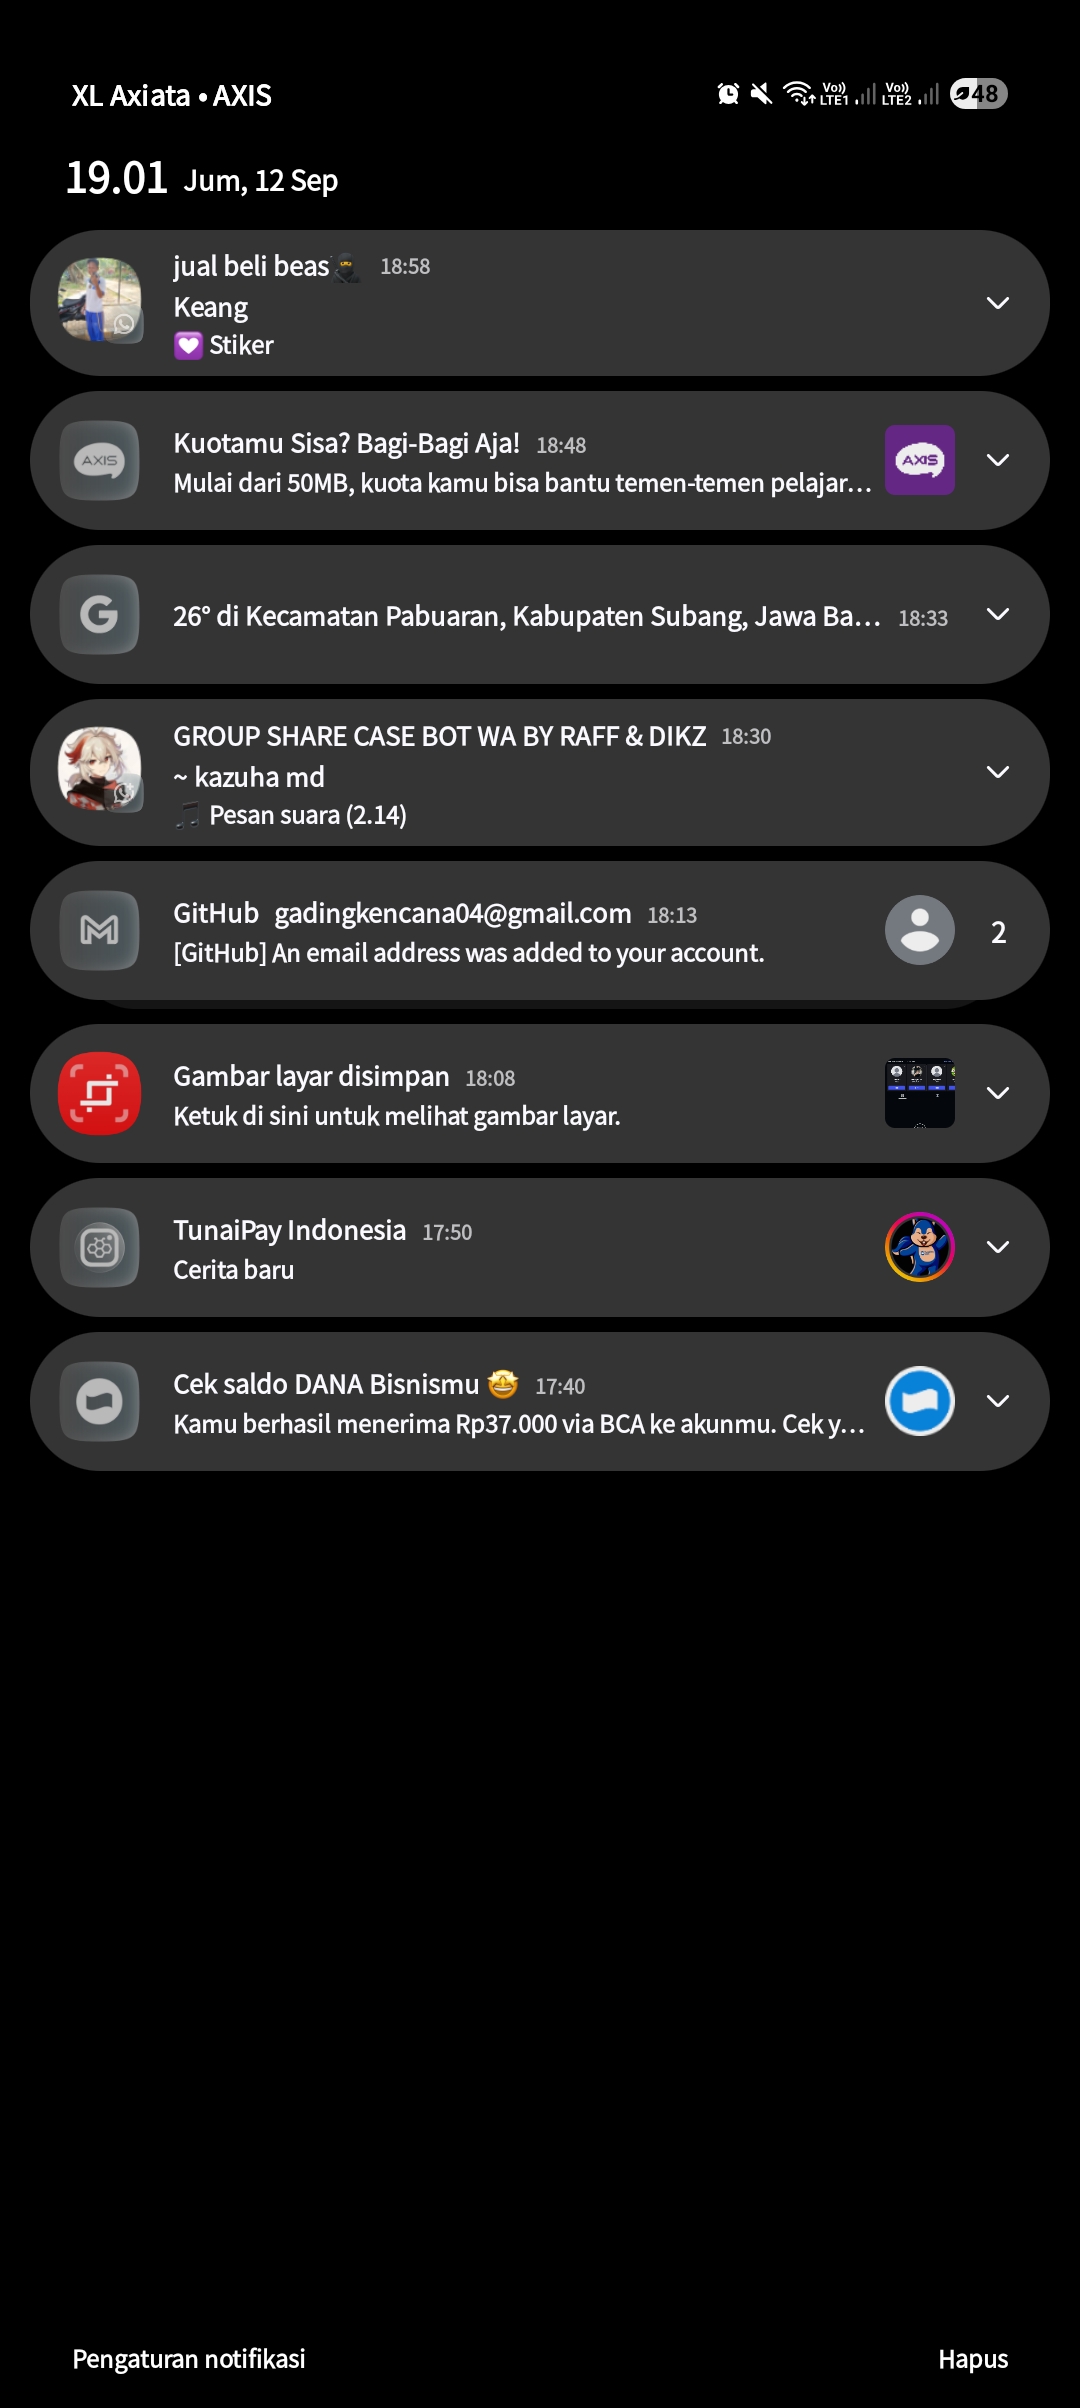 XL Axiata • AXIS
Vo)) LTE1 Vo)) LTE2 48
19.01 Jum, 12 Sep
jual beli beas🥷 18:58
Keang
💟 Stiker
AXIS
Kuotamu Sisa? Bagi-Bagi Aja! 18:48
Mulai dari 50MB, kuota kamu bisa bantu temen-temen pelajar...
AXIS
G
26° di Kecamatan Pabuaran, Kabupaten Subang, Jawa Ba... 18:33
GROUP SHARE CASE BOT WA BY RAFF & DIKZ 18:30
~ kazuha md
🎵 Pesan suara (2.14)
GitHub gadingkencana04@gmail.com 18:13
[GitHub] An email address was added to your account.
2
Gambar layar disimpan 18:08
Ketuk di sini untuk melihat gambar layar.
TunaiPay Indonesia 17:50
Cerita baru
Cek saldo DANA Bisnismu 🤩 17:40
Kamu berhasil menerima Rp37.000 via BCA ke akunmu. Cek y...
Pengaturan notifikasi
Hapus